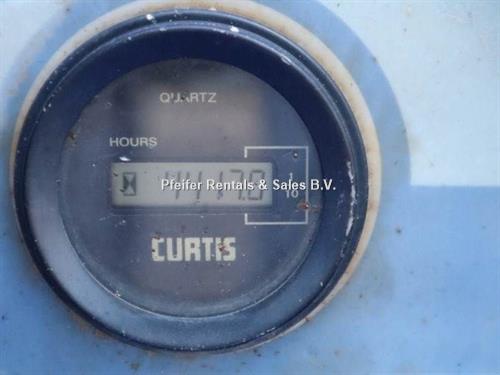 QUARTZ
HOURS
Pfeifer Rentals & Sales B.V.
1
10
CURTIS